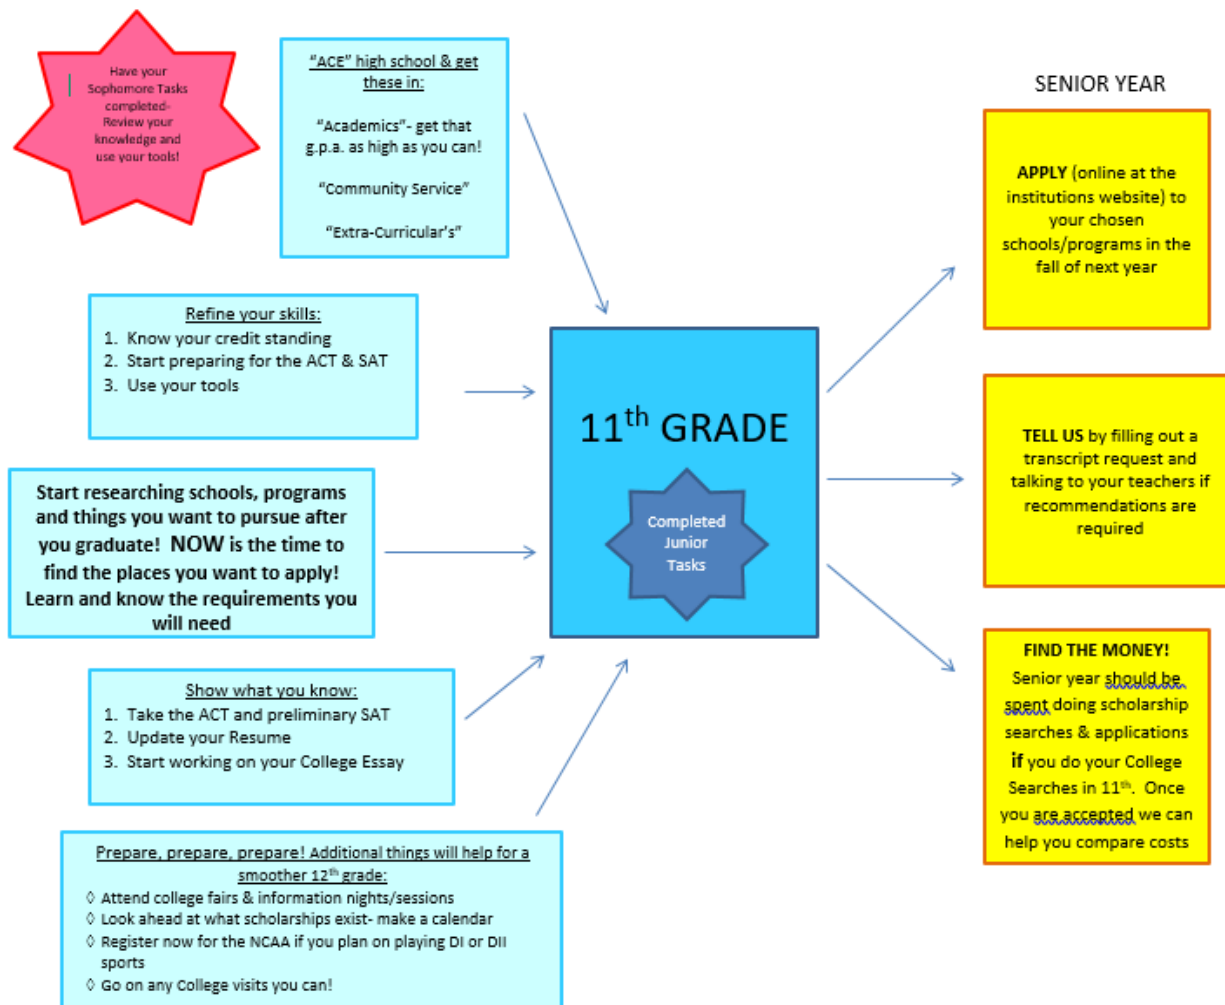 Have your
Sophomore Tasks
completed-
Review your
knowledge and
use your tools!
"ACE" high school & get
these in:
"Academics"- get that
g.p.a. as high as you can!
"Community Service"
"Extra-Curricular's"
Refine your skills:
1. Know your credit standing
2. Start preparing for the ACT & SAT
3. Use your tools
Start researching schools, programs
and things you want to pursue after
you graduate! NOW is the time to
find the places you want to apply!
Learn and know the requirements you
will need
Show what you know:
1. Take the ACT and preliminary SAT
2. Update your Resume
3. Start working on your College Essay
Prepare, prepare, prepare! Additional things will help for a
smoother 12th grade:
◊ Attend college fairs & information nights/sessions
◊ Look ahead at what scholarships exist- make a calendar
◊ Register now for the NCAA if you plan on playing DI or DII
sports
◊ Go on any College visits you can!
11th GRADE
Completed
Junior
Tasks
SENIOR YEAR
APPLY (online at the
institutions website) to
your chosen
schools/programs in the
fall of next year
TELL US by filling out a
transcript request and
talking to your teachers if
recommendations are
required
FIND THE MONEY!
Senior year should be
spent doing scholarship
searches & applications
if you do your College
Searches in 11th. Once
you are accepted we can
help you compare costs